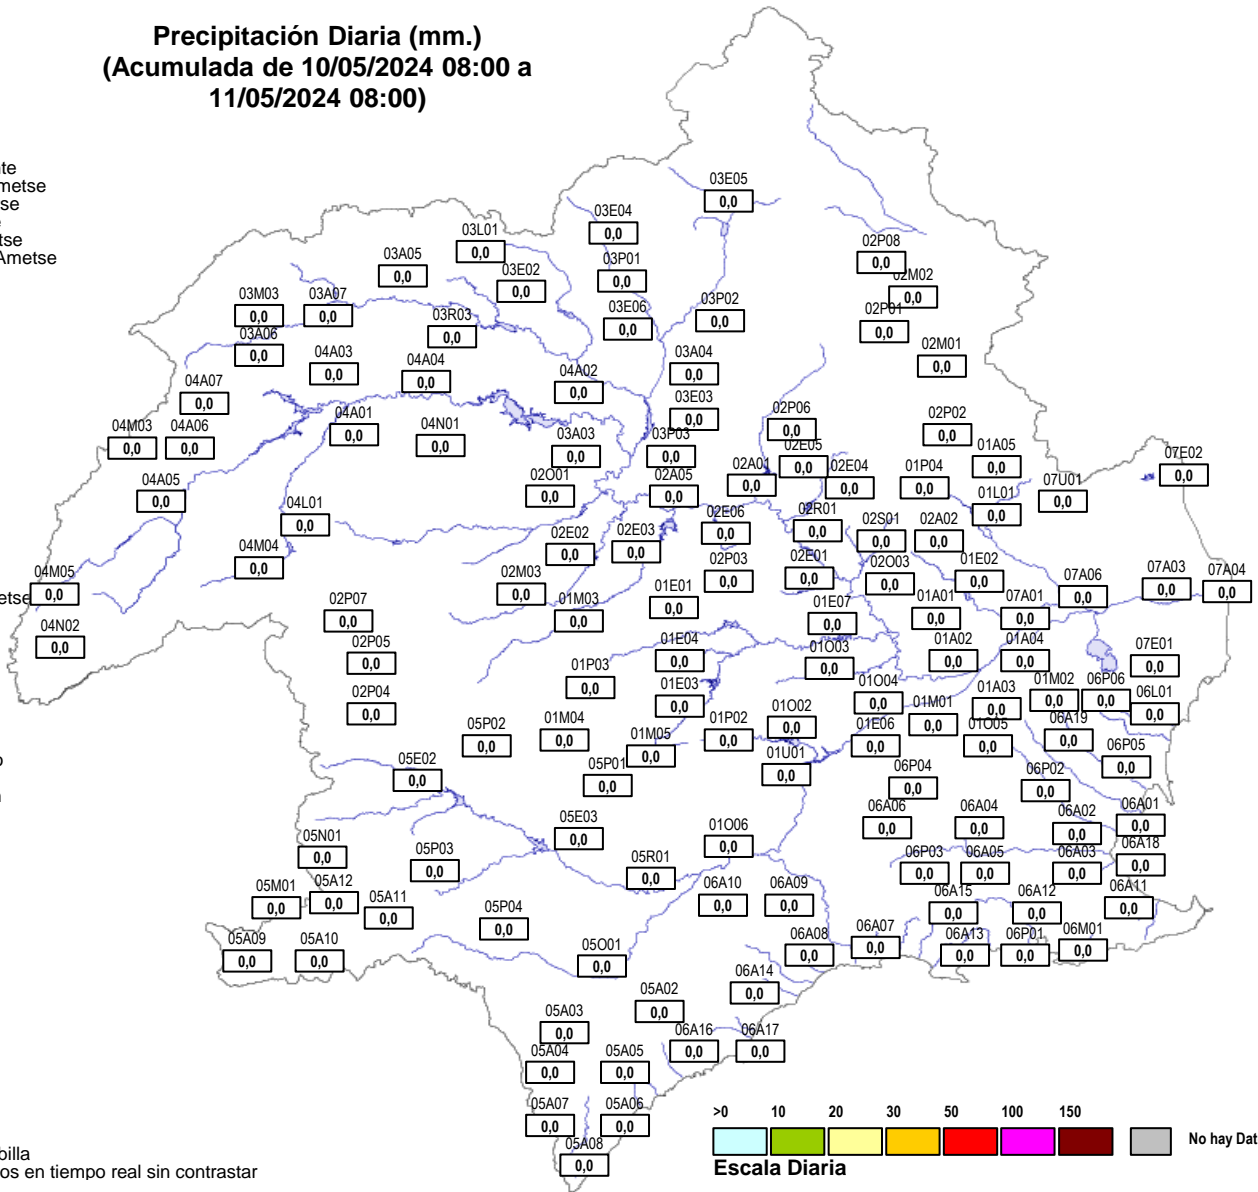 Precipitación Diaria (mm.)
(Acumulada de 10/05/2024 08:00 a
11/05/2024 08:00)
nte
metse
tse
tse
Ametse
03E05
0,0
03E04
0,0
03L01
0,0
03P01
0,0
03A05
0,0
03E02
0,0
02P08
0,0
02M02
0,0
03M03
0,0
03A07
0,0
03R03
0,0
03E06
0,0
03P02
0,0
02P01
0,0
03A06
0,0
04A03
0,0
04A04
0,0
04A02
0,0
03A04
0,0
02M01
0,0
04A07
0,0
03E03
0,0
04M03
0,0
04A06
0,0
04A01
0,0
04N01
0,0
03A03
0,0
03P03
0,0
02P06
0,0
02P02
0,0
02E05
0,0
01A05
0,0
07E02
0,0
04A05
0,0
02O01
0,0
02A05
0,0
02A01
0,0
02E04
0,0
01P04
0,0
01L01
0,0
07U01
0,0
04L01
0,0
02E06
0,0
02R01
0,0
02S01
0,0
02A02
0,0
04M04
0,0
02E02
0,0
02E03
0,0
02P03
0,0
02E01
0,0
02O03
0,0
01E02
0,0
04M05
0,0
etse
02M03
0,0
07A06
0,0
07A03
0,0
07A04
0,0
02P07
0,0
01M03
0,0
01E01
0,0
01E07
0,0
01A01
0,0
07A01
0,0
04N02
0,0
02P05
0,0
01E04
0,0
01O03
0,0
01A02
0,0
01A04
0,0
07E01
0,0
01P03
0,0
02P04
0,0
01E03
0,0
01O04
0,0
01A03
0,0
01M02
0,0
06P06
0,0
06L01
0,0
05P02
0,0
01M04
0,0
01M05
0,0
01P02
0,0
01O02
0,0
01E06
0,0
01M01
0,0
01O05
0,0
06A19
0,0
06P05
0,0
05E02
0,0
05P01
0,0
01U01
0,0
06P04
0,0
06P02
0,0
05E03
0,0
01O06
0,0
06A06
0,0
06A04
0,0
06A02
0,0
06A01
0,0
05N01
0,0
05P03
0,0
05R01
0,0
06P03
0,0
06A05
0,0
06A03
0,0
06A18
0,0
05M01
0,0
05A12
0,0
05A11
0,0
06A10
0,0
06A09
0,0
06A15
0,0
06A12
0,0
06A11
0,0
05A09
0,0
05A10
0,0
05P04
0,0
05O01
0,0
06A08
0,0
06A07
0,0
06A13
0,0
06P01
0,0
06M01
0,0
06A14
0,0
05A02
0,0
05A03
0,0
06A16
0,0
06A17
0,0
05A04
0,0
05A05
0,0
05A07
0,0
05A06
0,0
05A08
0,0
>0 10 20 30 50 100 150
No hay Dat
Escala Diaria
billa
os en tiempo real sin contrastar